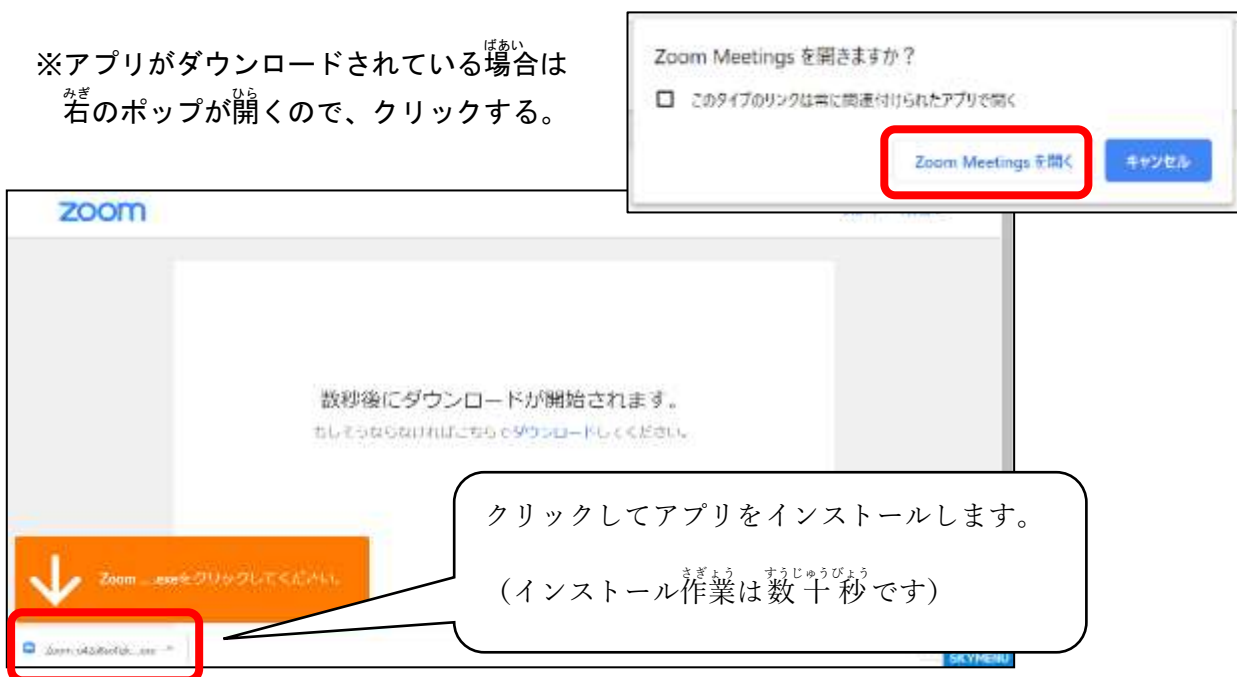 ※アプリがダウンロードされている場合は
右のポップが開くので、クリックする。
Zoom Meetings を開きますか？
このタイプのリンクは常に関連付けられたアプリで開く
Zoom Meetings を開く
キャンセル
zoom
数秒後にダウンロードが開始されます。
もしそうならなければこちらでダウンロードしてください。
クリックしてアプリをインストールします。
（インストール作業は数十秒です）
Zoom ... .exeをクリックしてください。
SKYMENU